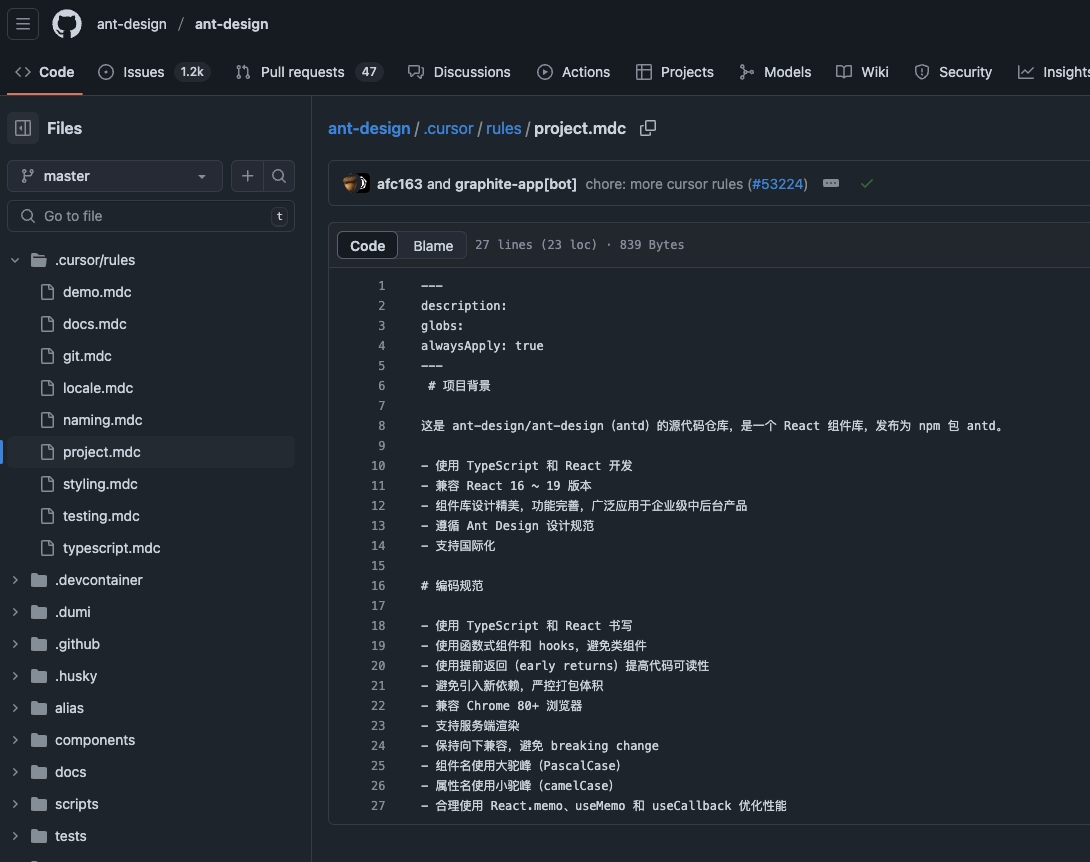 ant-design / ant-design
Code Issues 1.2k Pull requests 47 Discussions Actions Projects Models Wiki Security Insights
Files
master
Go to file t
.cursor/rules
demo.mdc
docs.mdc
git.mdc
locale.mdc
naming.mdc
project.mdc
styling.mdc
testing.mdc
typescript.mdc
.devcontainer
.dumi
.github
.husky
alias
components
docs
scripts
tests
ant-design / .cursor / rules / project.mdc
afc163 and graphite-app[bot] chore: more cursor rules (#53224)
Code Blame 27 lines (23 loc) · 839 Bytes
1 ---
2 description:
3 globs:
4 alwaysApply: true
5 ---
6 # 项目背景
7
8 这是 ant-design/ant-design（antd）的源代码仓库，是一个 React 组件库，发布为 npm 包 antd。
9
10 - 使用 TypeScript 和 React 开发
11 - 兼容 React 16 ~ 19 版本
12 - 组件库设计精美，功能完善，广泛应用于企业级中后台产品
13 - 遵循 Ant Design 设计规范
14 - 支持国际化
15
16 # 编码规范
17
18 - 使用 TypeScript 和 React 书写
19 - 使用函数式组件和 hooks，避免类组件
20 - 使用提前返回（early returns）提高代码可读性
21 - 避免引入新依赖，严控打包体积
22 - 兼容 Chrome 80+ 浏览器
23 - 支持服务端渲染
24 - 保持向下兼容，避免 breaking change
25 - 组件名使用大驼峰（PascalCase）
26 - 属性名使用小驼峰（camelCase）
27 - 合理使用 React.memo、useMemo 和 useCallback 优化性能